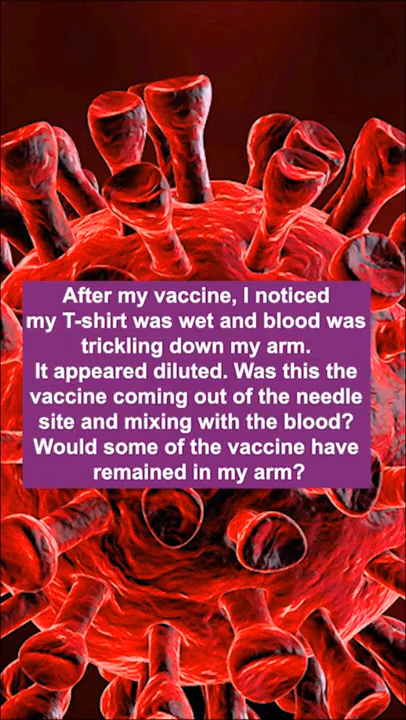 After my vaccine, I noticed
my T-shirt was wet and blood was
trickling down my arm.
It appeared diluted. Was this the
vaccine coming out of the needle
site and mixing with the blood?
Would some of the vaccine have
remained in my arm?